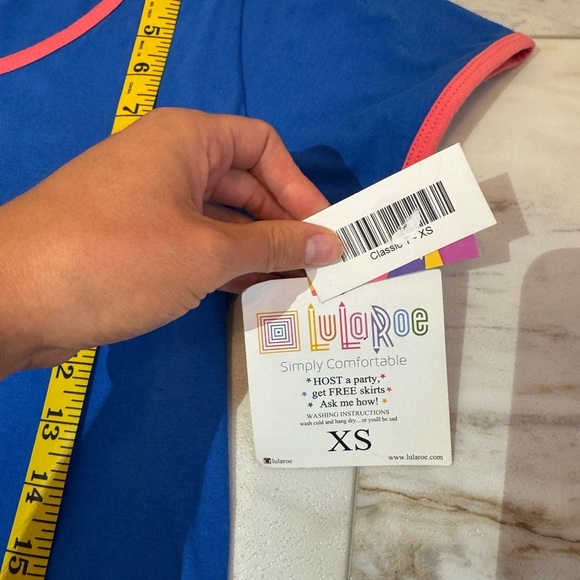 5
6
7
Classic T - XS
LuLaRoe
Simply Comfortable
HOST a party,
get FREE skirts
Ask me how!
WASHING INSTRUCTIONS
wash cold and hang dry... or you'll be sad
XS
lularoe
www.lularoe.com
13
14
15